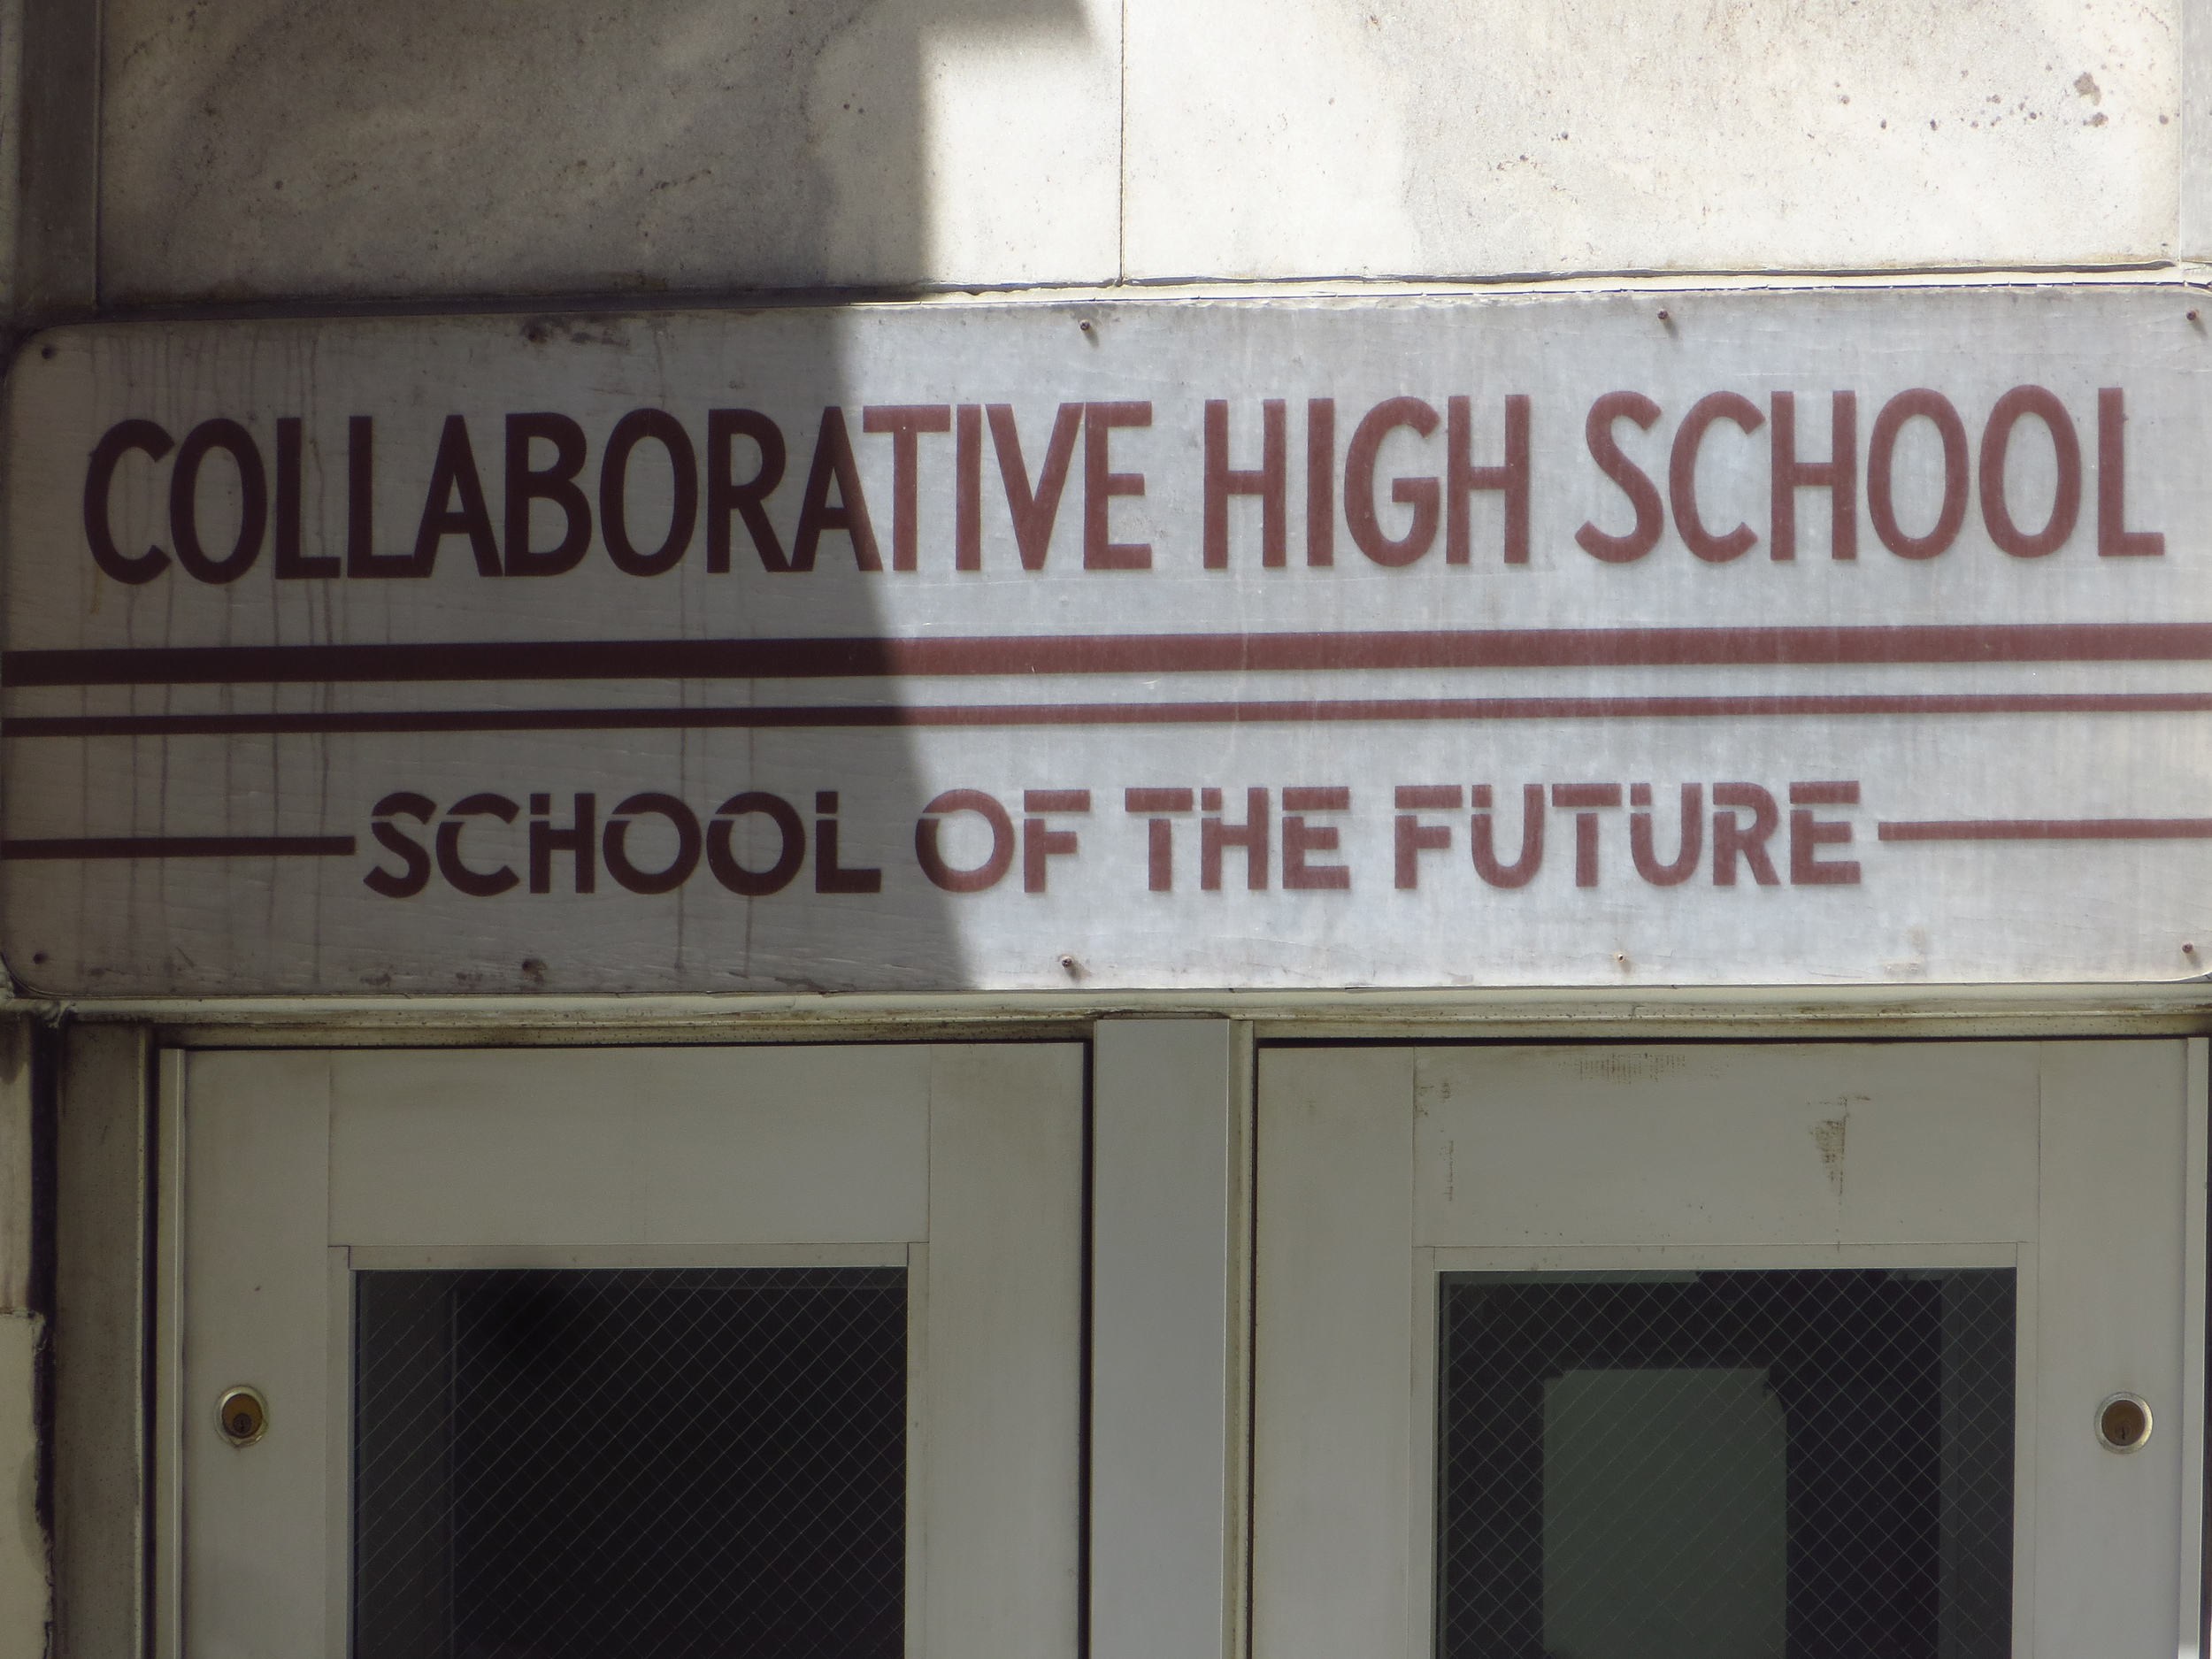 COLLABORATIVE HIGH SCHOOL
SCHOOL OF THE FUTURE